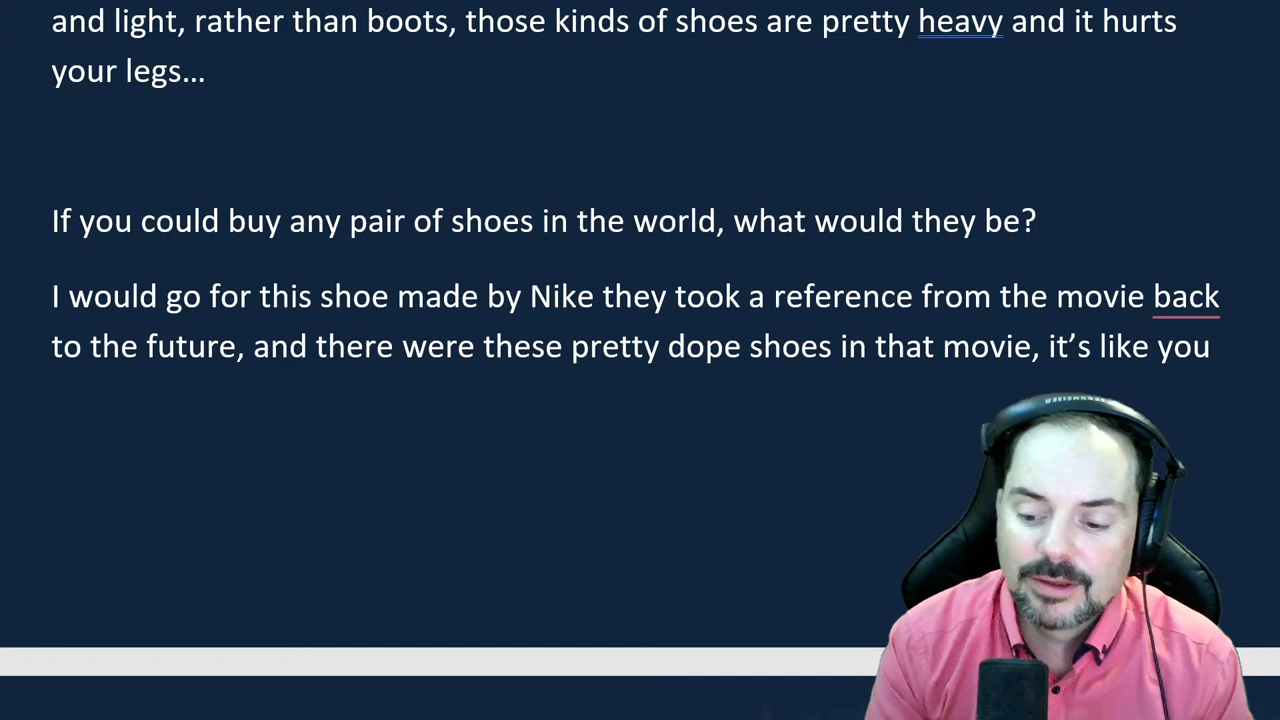 and light, rather than boots, those kinds of shoes are pretty heavy and it hurts
your legs…
If you could buy any pair of shoes in the world, what would they be?
I would go for this shoe made by Nike they took a reference from the movie back
to the future, and there were these pretty dope shoes in that movie, it’s like you